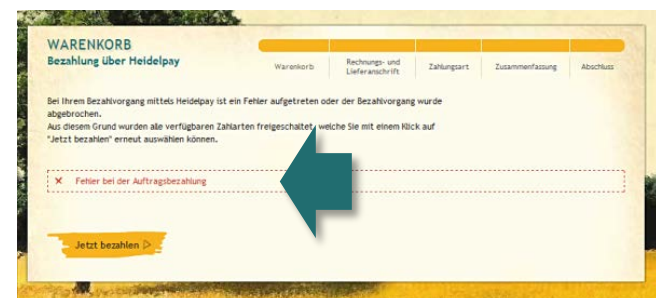 WARENKORB
Bezahlung über Heidelpay
Warenkorb
Rechnungs- und
Lieferanschrift
Zahlungsart
Zusammenfassung
Abschluss
Bei Ihrem Bezahlvorgang mittels Heidelpay ist ein Fehler aufgetreten oder der Bezahlvorgang wurde
abgebrochen.
Aus diesem Grund wurden alle verfügbaren Zahlarten freigeschaltet, welche Sie mit einem Klick auf
"Jetzt bezahlen" erneut auswählen können.
✕ Fehler bei der Auftragsbezahlung
Jetzt bezahlen ▷